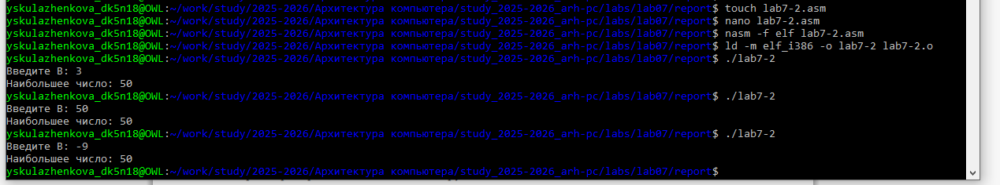 yskulazhenkova_dk5n18@OWL:~/work/study/2025-2026/Архитектура компьютера/study_2025-2026_arh-pc/labs/lab07/report$ touch lab7-2.asm
yskulazhenkova_dk5n18@OWL:~/work/study/2025-2026/Архитектура компьютера/study_2025-2026_arh-pc/labs/lab07/report$ nano lab7-2.asm
yskulazhenkova_dk5n18@OWL:~/work/study/2025-2026/Архитектура компьютера/study_2025-2026_arh-pc/labs/lab07/report$ nasm -f elf lab7-2.asm
yskulazhenkova_dk5n18@OWL:~/work/study/2025-2026/Архитектура компьютера/study_2025-2026_arh-pc/labs/lab07/report$ ld -m elf_i386 -o lab7-2 lab7-2.o
yskulazhenkova_dk5n18@OWL:~/work/study/2025-2026/Архитектура компьютера/study_2025-2026_arh-pc/labs/lab07/report$ ./lab7-2
Введите B: 3
Наибольшее число: 50
yskulazhenkova_dk5n18@OWL:~/work/study/2025-2026/Архитектура компьютера/study_2025-2026_arh-pc/labs/lab07/report$ ./lab7-2
Введите B: 50
Наибольшее число: 50
yskulazhenkova_dk5n18@OWL:~/work/study/2025-2026/Архитектура компьютера/study_2025-2026_arh-pc/labs/lab07/report$ ./lab7-2
Введите B: -9
Наибольшее число: 50
yskulazhenkova_dk5n18@OWL:~/work/study/2025-2026/Архитектура компьютера/study_2025-2026_arh-pc/labs/lab07/report$